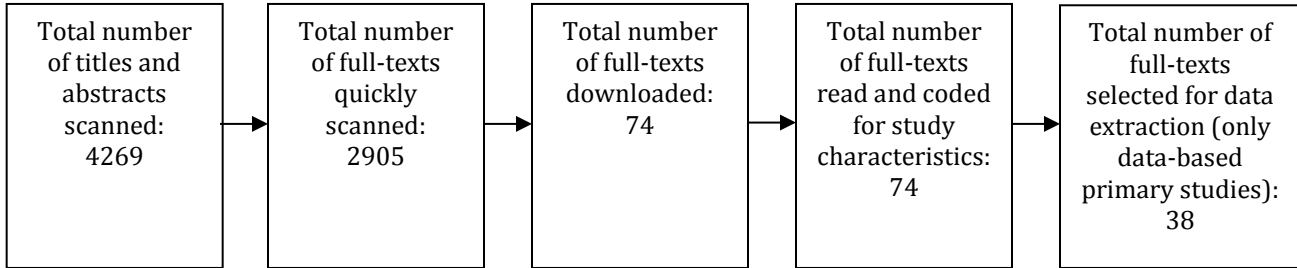 Total number
of titles and
abstracts
scanned:
4269
Total number
of full-texts
quickly
scanned:
2905
Total number
of full-texts
downloaded:
74
Total number
of full-texts
read and coded
for study
characteristics:
74
Total number of
full-texts
selected for data
extraction (only
data-based
primary studies):
38